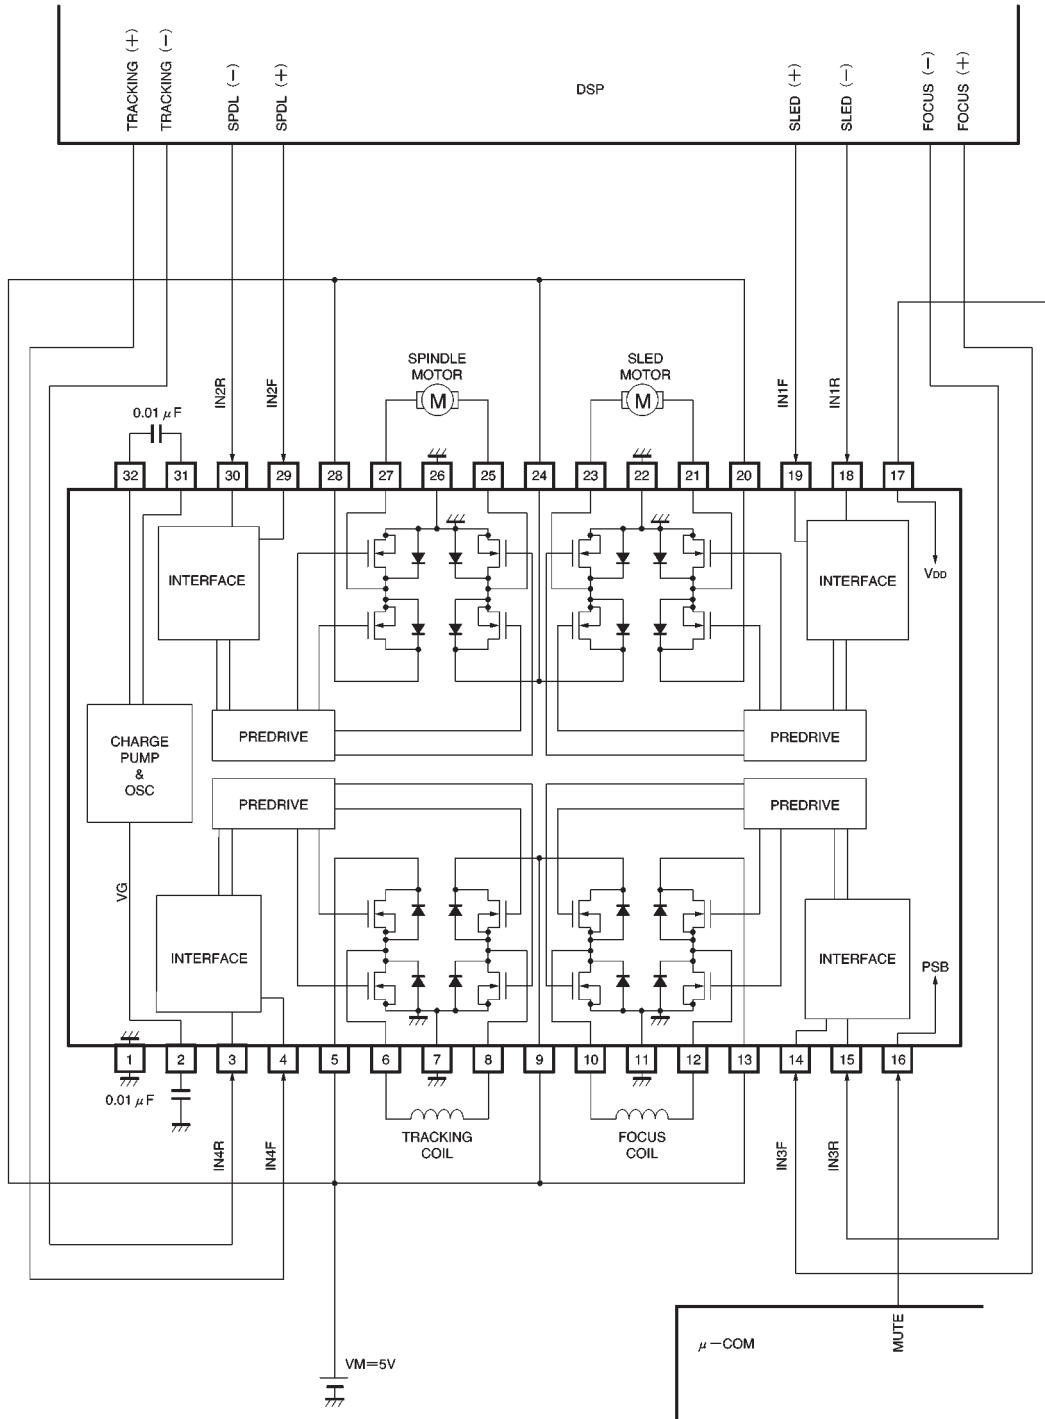 TRACKING (+)
TRACKING (−)
SPDL (−)
SPDL (+)
DSP
SLED (+)
SLED (−)
FOCUS (−)
FOCUS (+)
SPINDLE
MOTOR
SLED
MOTOR
IN2R
IN2F
IN1F
IN1R
0.01 μF
M
M
32
31
30
29
28
27
26
25
24
23
22
21
20
19
18
17
INTERFACE
INTERFACE
VDD
PREDRIVE
PREDRIVE
CHARGE
PUMP
&
OSC
PREDRIVE
PREDRIVE
VG
INTERFACE
INTERFACE
PSB
1
2
3
4
5
6
7
8
9
10
11
12
13
14
15
16
0.01 μF
IN4R
IN4F
TRACKING
COIL
FOCUS
COIL
IN3F
IN3R
VM=5V
μ−COM
MUTE